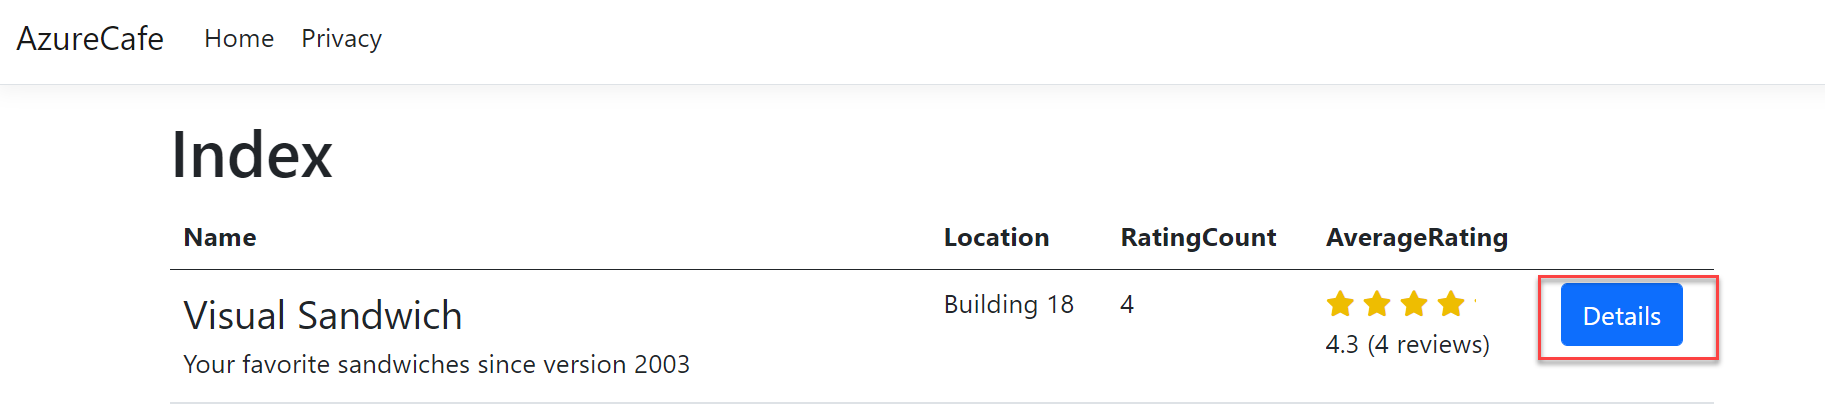 AzureCafe Home Privacy
Index
Name Location RatingCount AverageRating
Visual Sandwich Building 18 4 Details
Your favorite sandwiches since version 2003 4.3 (4 reviews)